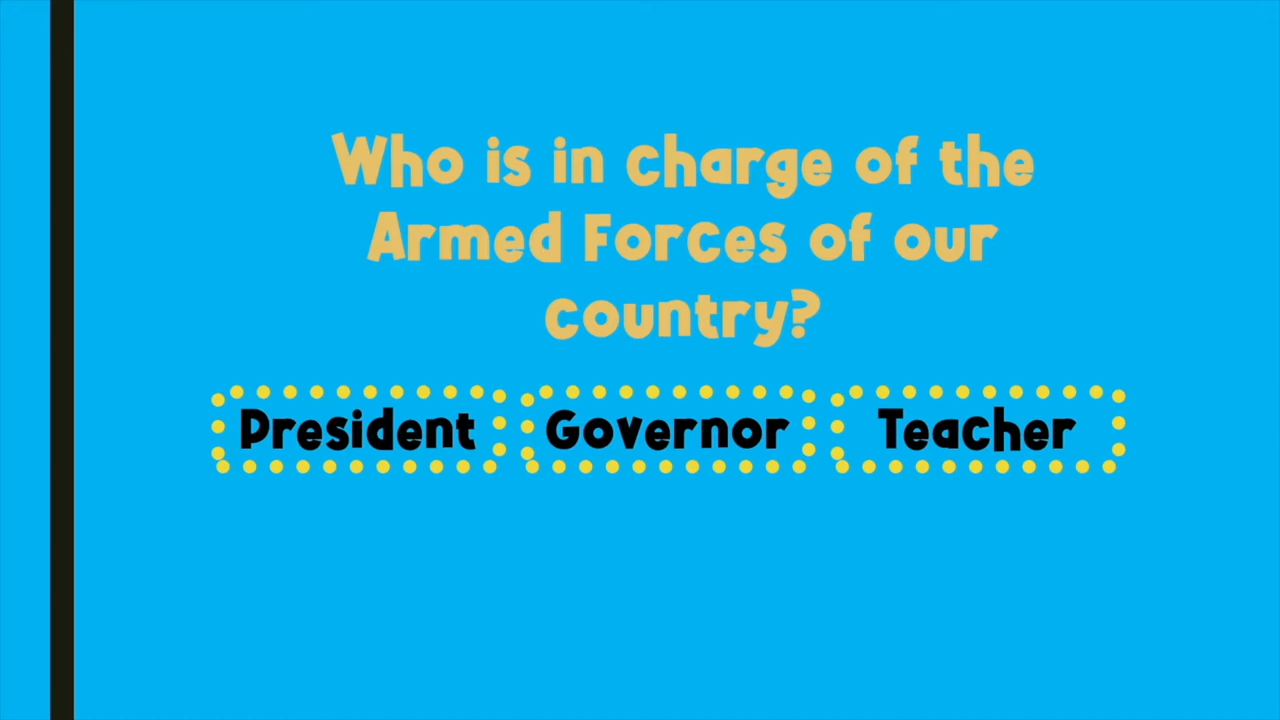 Who is in charge of the
Armed Forces of our
country?
President Governor Teacher